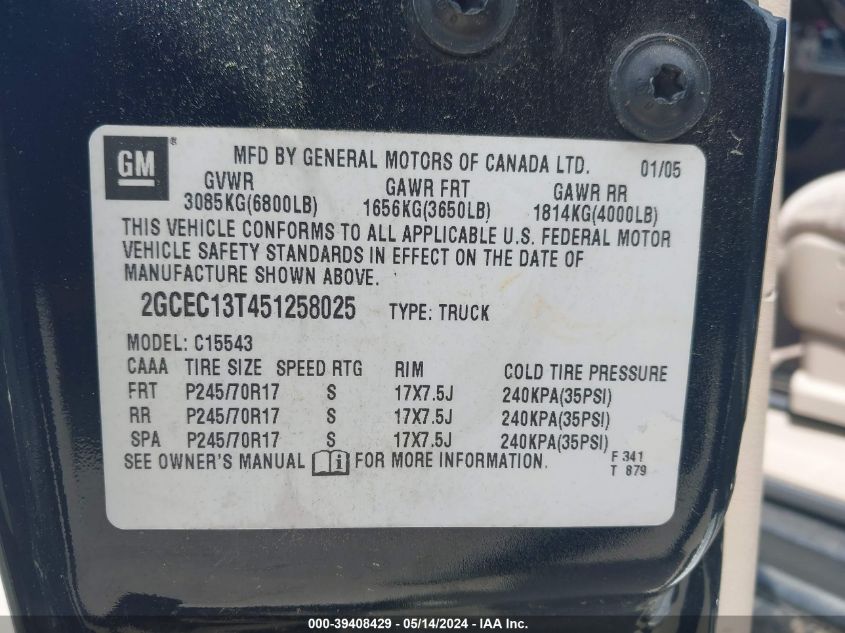 GM ®
MFD BY GENERAL MOTORS OF CANADA LTD. 01/05
GVWR GAWR FRT GAWR RR
3085KG(6800LB) 1656KG(3650LB) 1814KG(4000LB)
THIS VEHICLE CONFORMS TO ALL APPLICABLE U.S. FEDERAL MOTOR
VEHICLE SAFETY STANDARDS IN EFFECT ON THE DATE OF
MANUFACTURE SHOWN ABOVE.
2GCEC13T451258025 TYPE: TRUCK
MODEL: C15543
CAAA TIRE SIZE SPEED RTG RIM COLD TIRE PRESSURE
FRT P245/70R17 S 17X7.5J 240KPA(35PSI)
RR P245/70R17 S 17X7.5J 240KPA(35PSI)
SPA P245/70R17 S 17X7.5J 240KPA(35PSI)
SEE OWNER'S MANUAL i FOR MORE INFORMATION.
F 341
T 879
000-39408429 - 05/14/2024 - IAA Inc.